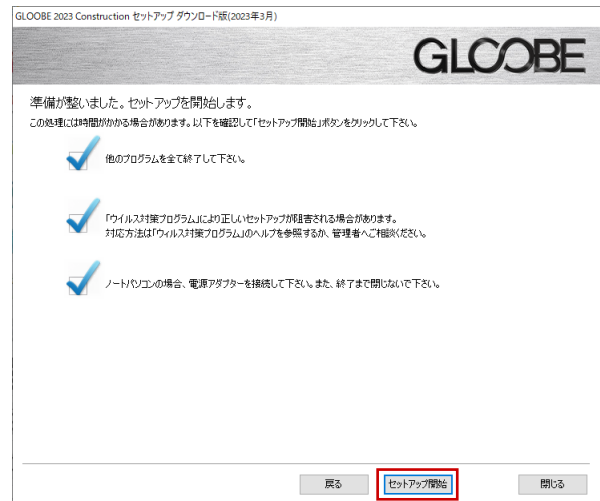 GLOOBE 2023 Construction セットアップ ダウンロード版(2023年3月)
GLOOBE
準備が整いました。セットアップを開始します。
この処理には時間がかかる場合があります。以下を確認して「セットアップ開始」ボタンをクリックして下さい。
他のプログラムを全て終了して下さい。
「ウイルス対策プログラム」により正しいセットアップが阻害される場合があります。
対応方法は「ウィルス対策プログラム」のヘルプを参照するか、管理者へご相談ください。
ノートパソコンの場合、電源アダプターを接続して下さい。また、終了まで閉じないで下さい。
戻る セットアップ開始 閉じる